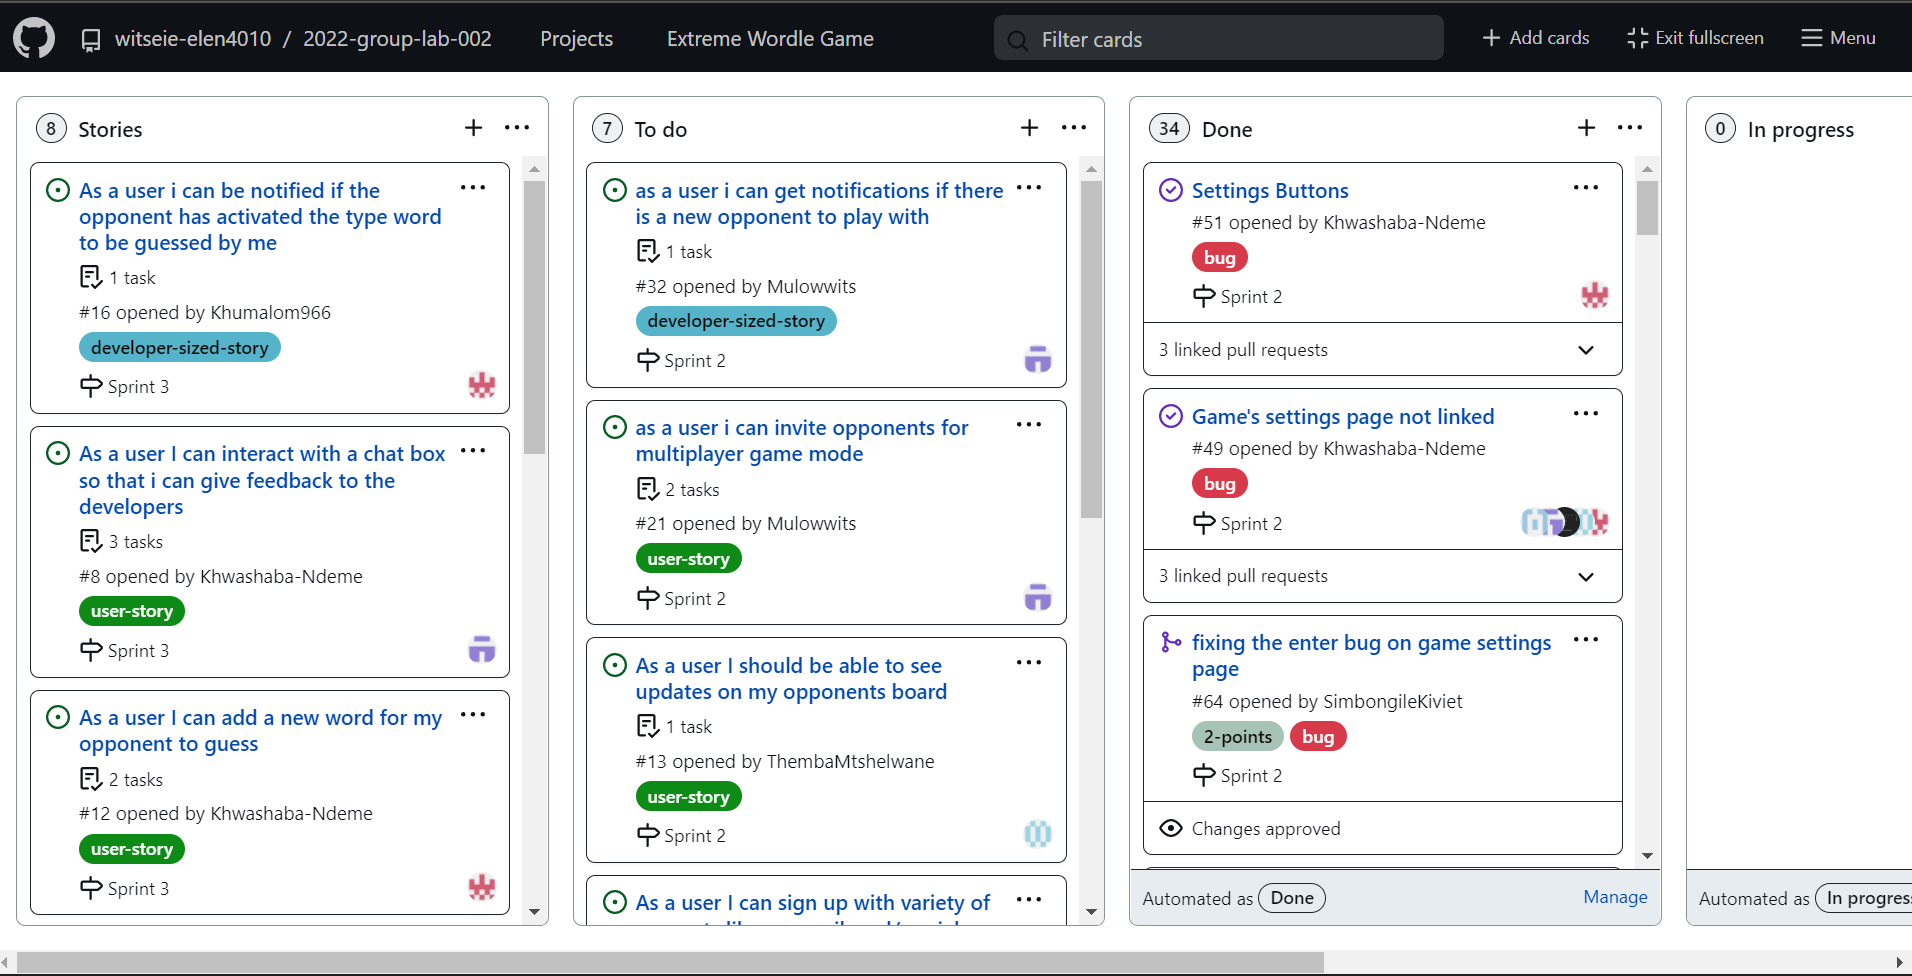 witseie-elen4010 / 2022-group-lab-002 Projects Extreme Wordle Game Filter cards Add cards Exit fullscreen Menu
8 Stories
As a user i can be notified if the
opponent has activated the type word
to be guessed by me
1 task
#16 opened by Khumalom966
developer-sized-story
Sprint 3
As a user I can interact with a chat box
so that i can give feedback to the
developers
3 tasks
#8 opened by Khwashaba-Ndeme
user-story
Sprint 3
As a user I can add a new word for my
opponent to guess
2 tasks
#12 opened by Khwashaba-Ndeme
user-story
Sprint 3
7 To do
as a user i can get notifications if there
is a new opponent to play with
1 task
#32 opened by Mulowwits
developer-sized-story
Sprint 2
as a user i can invite opponents for
multiplayer game mode
2 tasks
#21 opened by Mulowwits
user-story
Sprint 2
As a user I should be able to see
updates on my opponents board
1 task
#13 opened by ThembaMtshelwane
user-story
Sprint 2
As a user I can sign up with variety of
34 Done
Settings Buttons
#51 opened by Khwashaba-Ndeme
bug
Sprint 2
3 linked pull requests
Game's settings page not linked
#49 opened by Khwashaba-Ndeme
bug
Sprint 2
3 linked pull requests
fixing the enter bug on game settings
page
#64 opened by SimbongileKiviet
2-points bug
Sprint 2
Changes approved
Automated as Done Manage
0 In progress
Automated as In progress